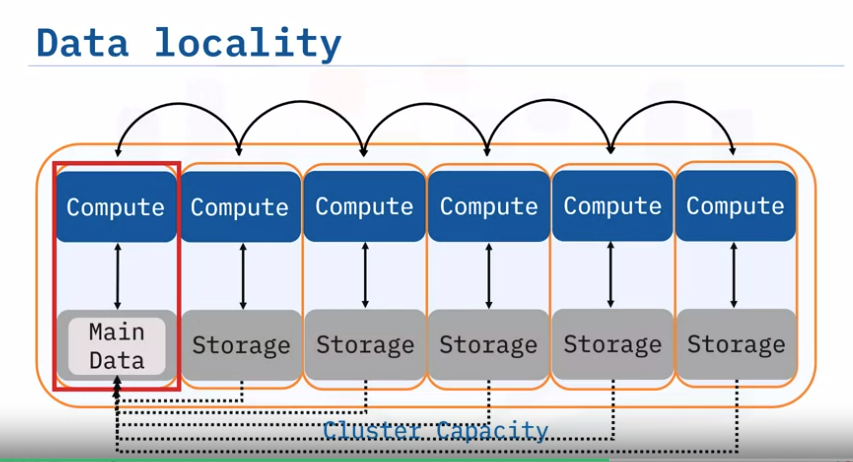 Data locality
Compute Compute Compute Compute Compute Compute
Main
Data
Storage Storage Storage Storage Storage
Cluster Capacity